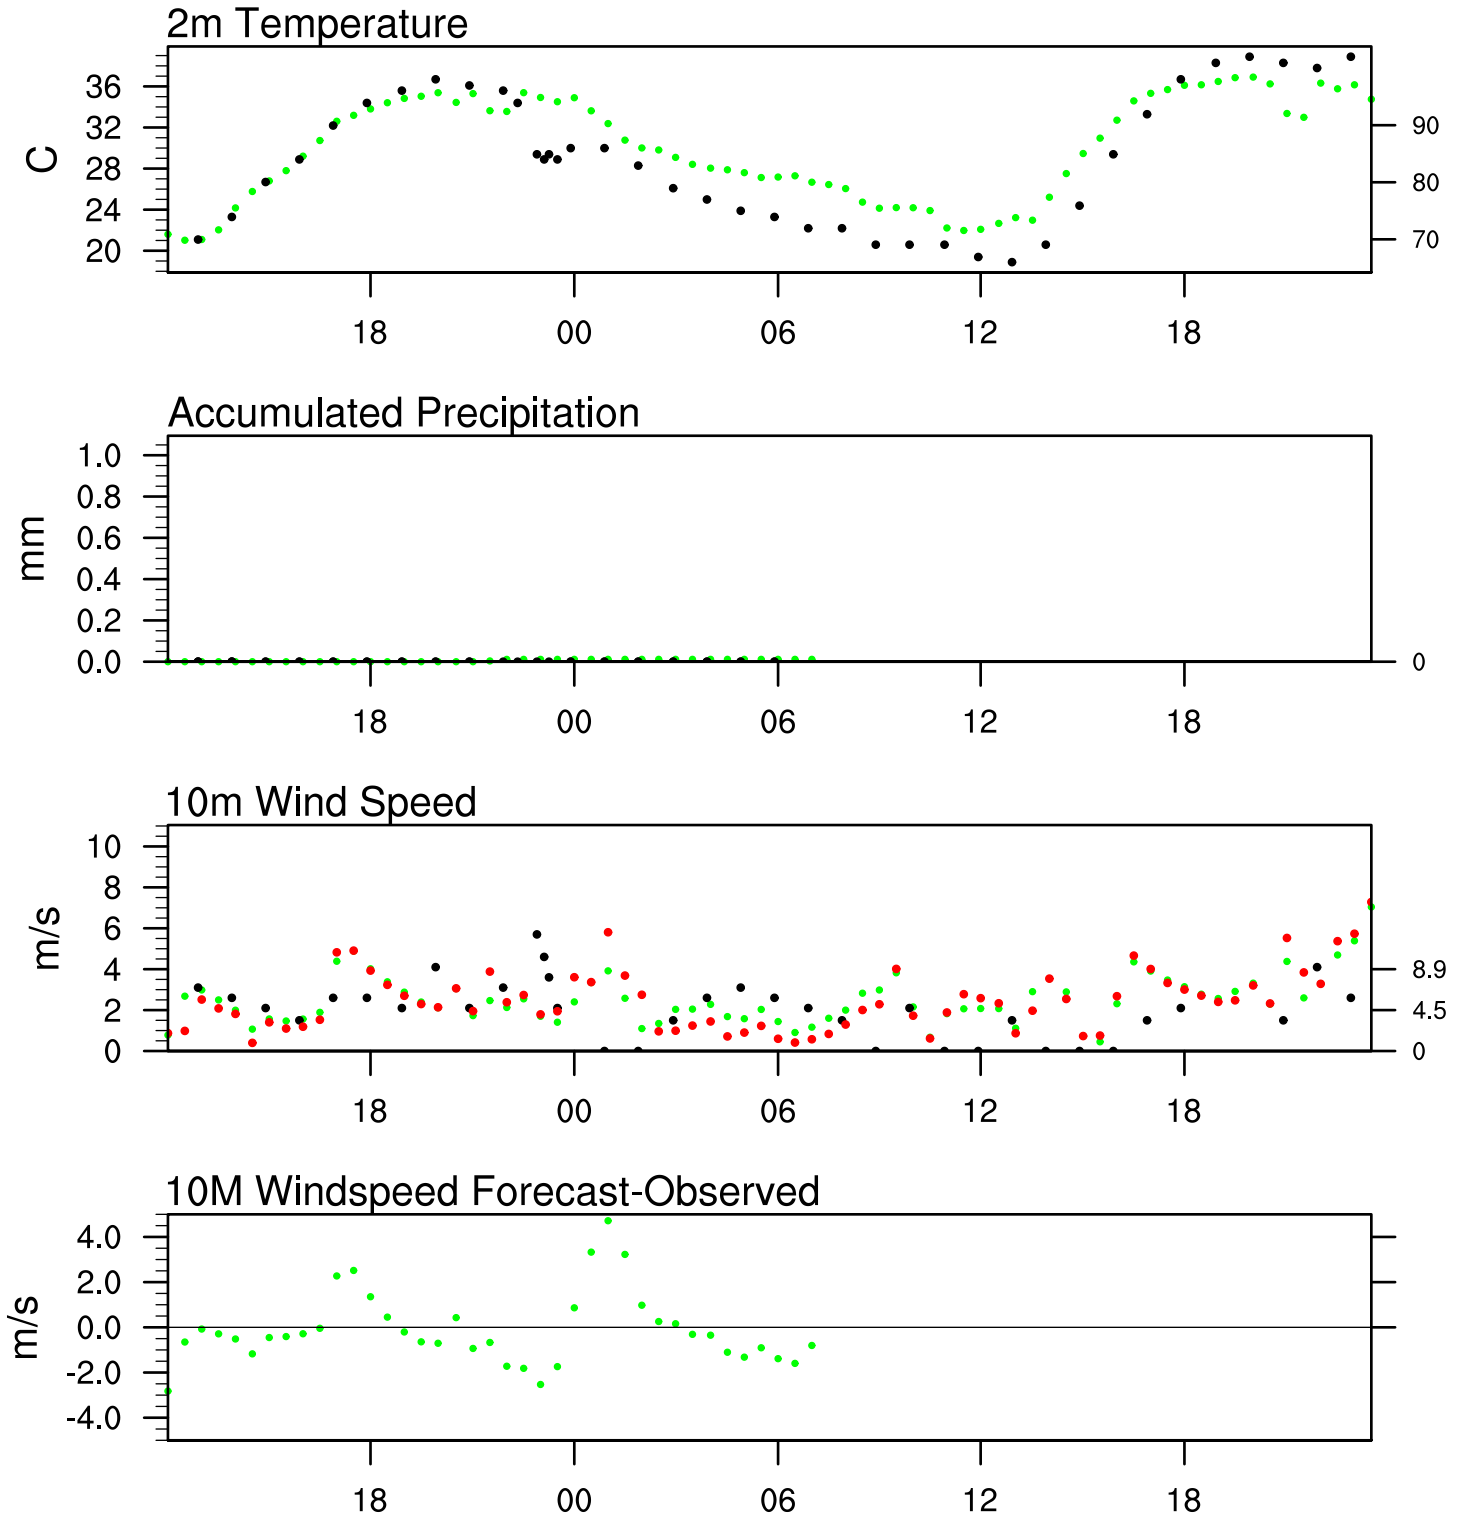 2m Temperature
36
32
28
24
20
C
90
80
70
18 00 06 12 18
Accumulated Precipitation
1.0
0.8
0.6
0.4
0.2
0.0
mm
0
18 00 06 12 18
10m Wind Speed
10
8
6
4
2
0
m/s
8.9
4.5
0
18 00 06 12 18
10M Windspeed Forecast-Observed
4.0
2.0
0.0
-2.0
-4.0
m/s
18 00 06 12 18